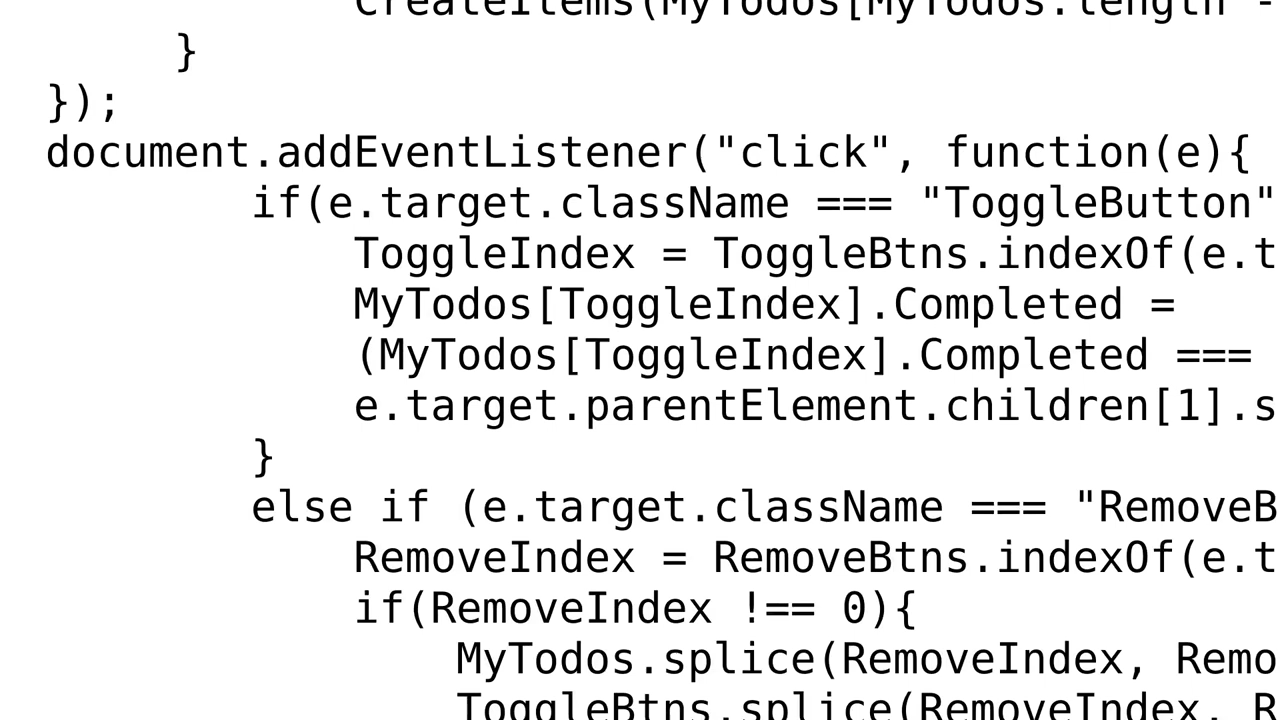 CreateItems(MyTodos[MyTodos.length -
}
});
document.addEventListener("click", function(e){
if(e.target.className === "ToggleButton"
ToggleIndex = ToggleBtns.indexOf(e.t
MyTodos[ToggleIndex].Completed =
(MyTodos[ToggleIndex].Completed ===
e.target.parentElement.children[1].s
}
else if (e.target.className === "RemoveB
RemoveIndex = RemoveBtns.indexOf(e.t
if(RemoveIndex !== 0){
MyTodos.splice(RemoveIndex, Remo
ToggleBtns.splice(RemoveIndex, R